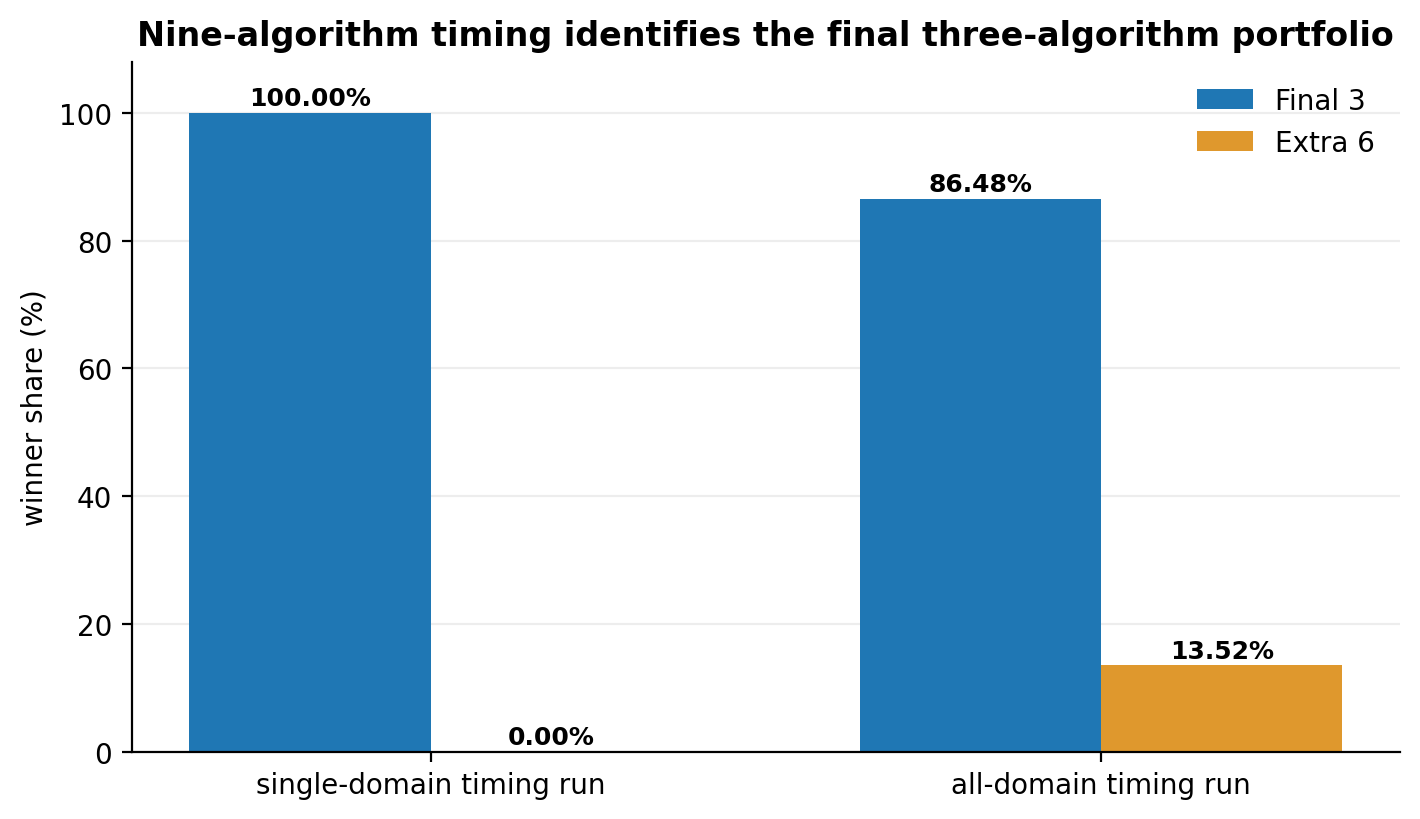 Nine-algorithm timing identifies the final three-algorithm portfolio
Final 3
Extra 6
winner share (%)
100
80
60
40
20
0
100.00%
0.00%
86.48%
13.52%
single-domain timing run
all-domain timing run